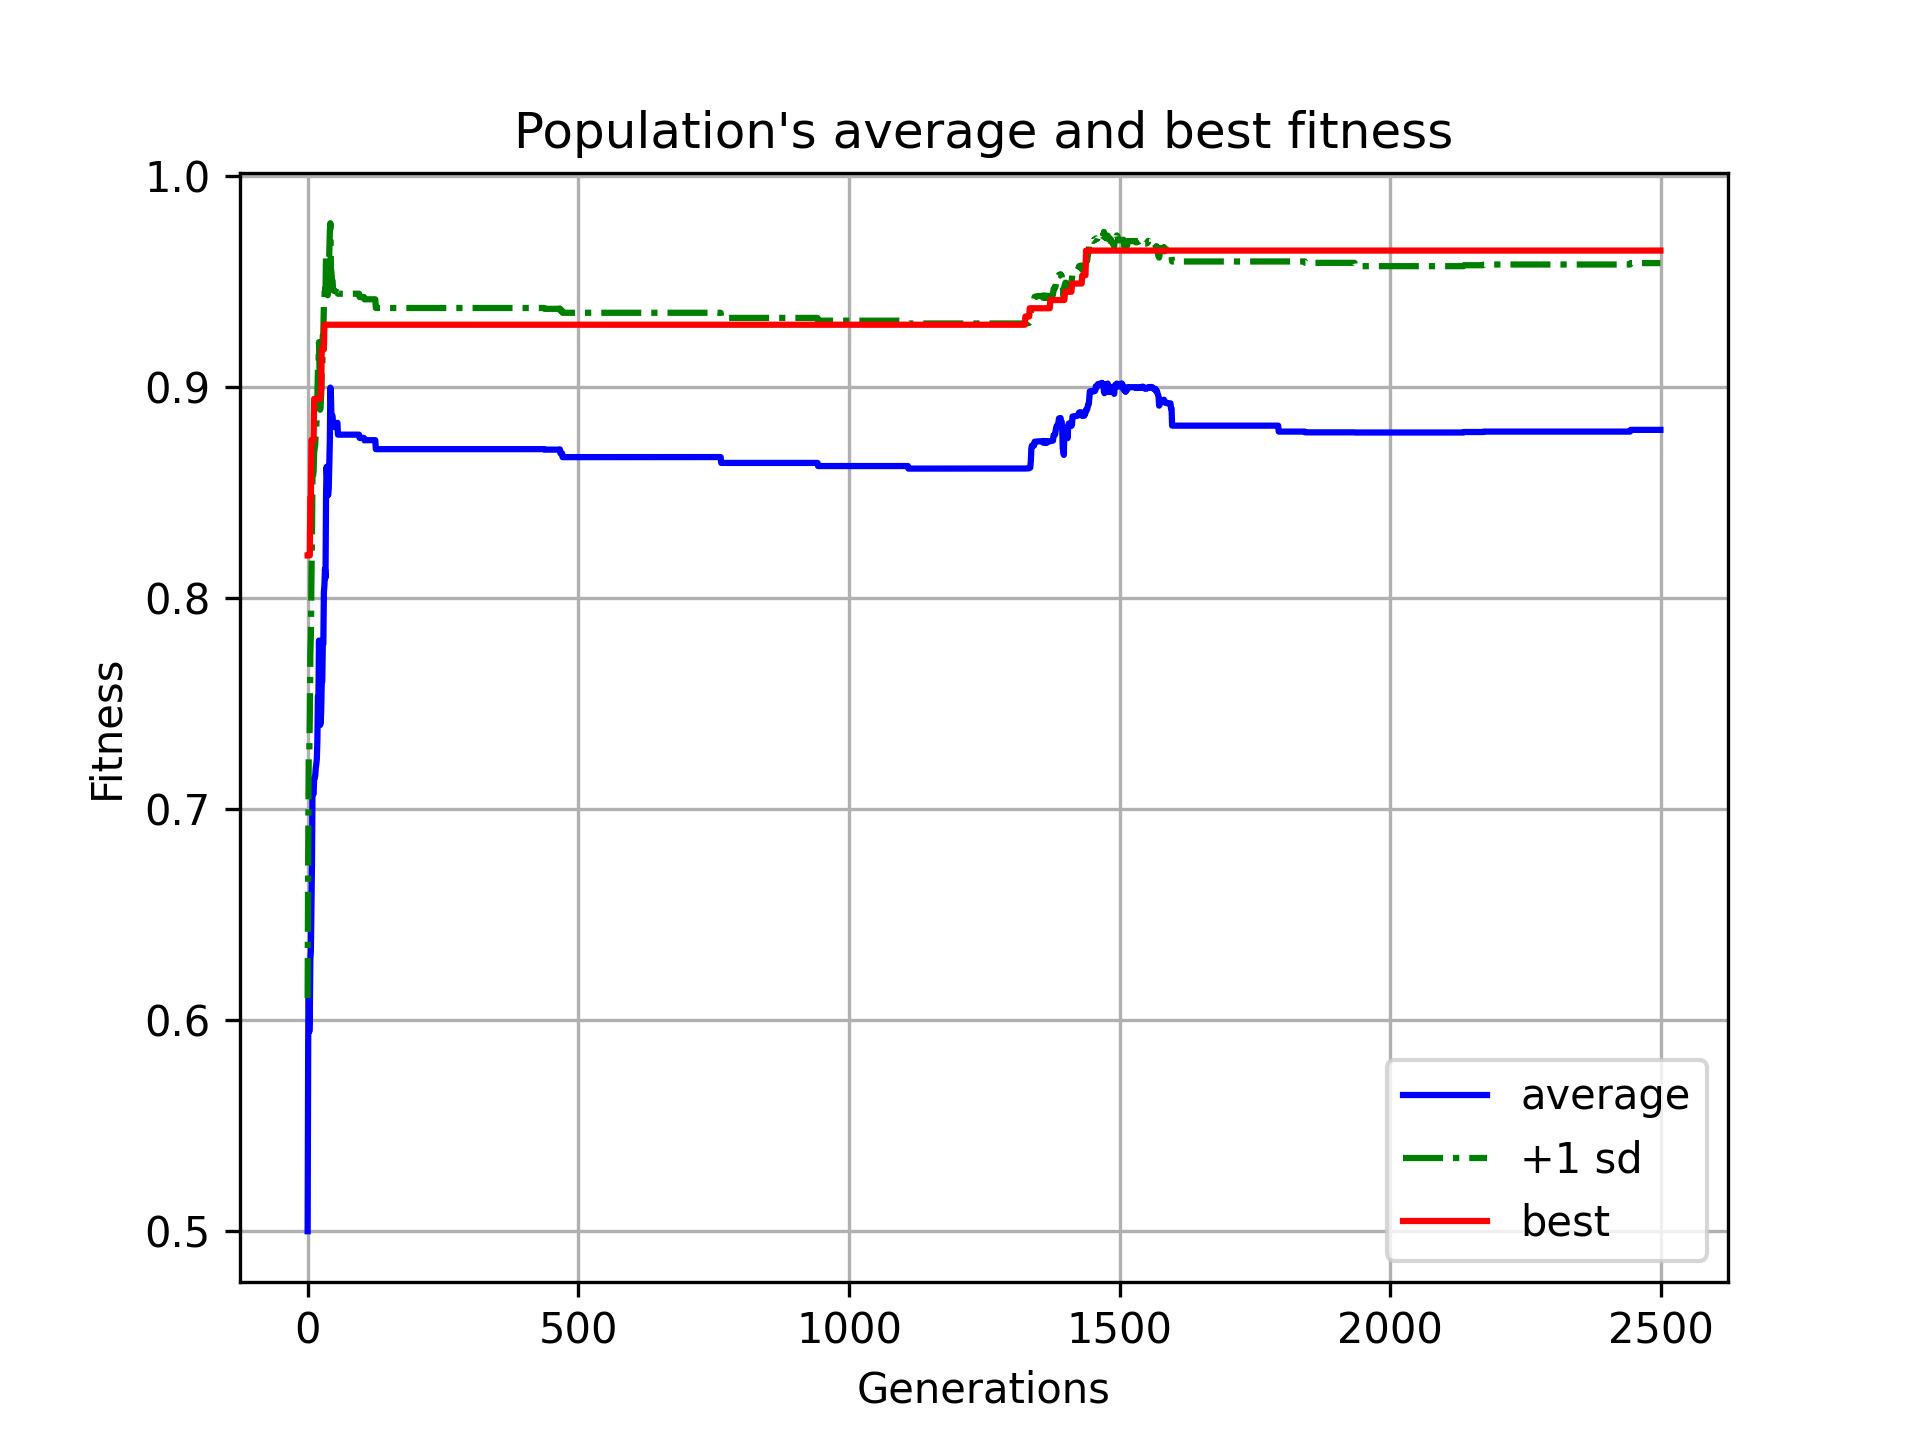 Population's average and best fitness
1.0
0.9
0.8
0.7
0.6
0.5
Fitness
0 500 1000 1500 2000 2500
Generations
average
+1 sd
best